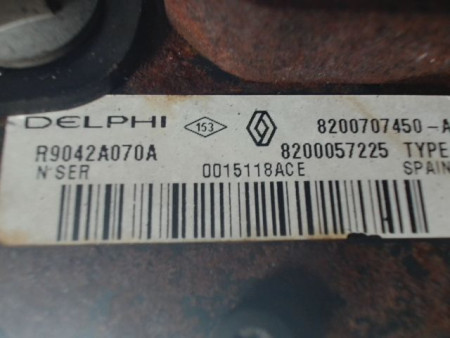 DELPHI 153 8200707450-A
R9042A070A 8200057225 TYPE
N°SER 0015118ACE SPAIN